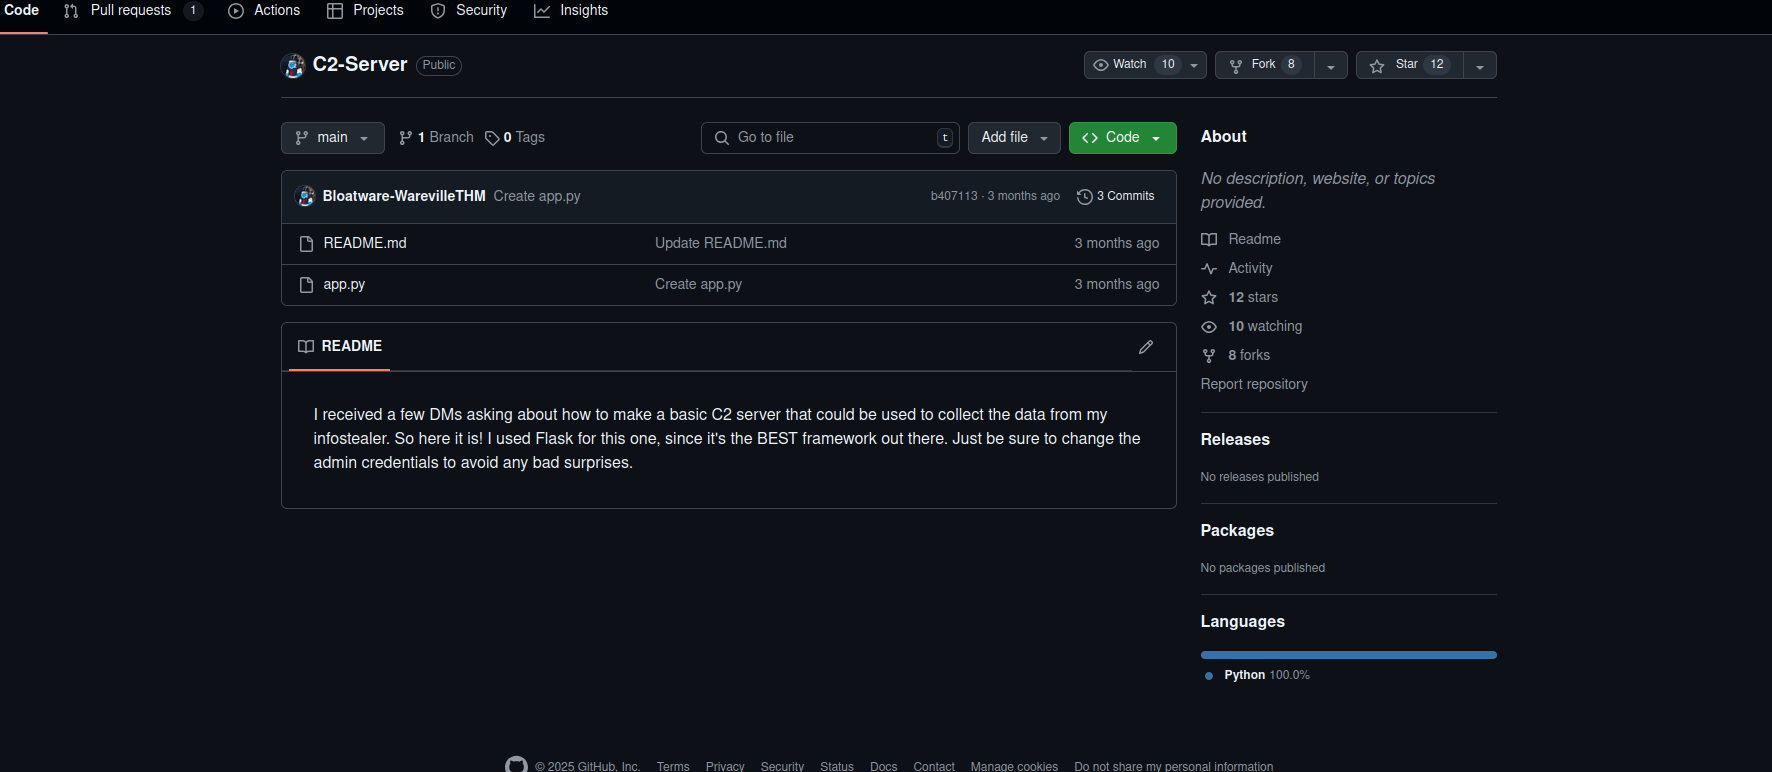 Code Pull requests 1 Actions Projects Security Insights
C2-Server Public Watch 10 Fork 8 Star 12
main 1 Branch 0 Tags Go to file t Add file Code
Bloatware-WarevilleTHM Create app.py b407113 · 3 months ago 3 Commits
README.md Update README.md 3 months ago
app.py Create app.py 3 months ago
README
I received a few DMs asking about how to make a basic C2 server that could be used to collect the data from my
infostealer. So here it is! I used Flask for this one, since it's the BEST framework out there. Just be sure to change the
admin credentials to avoid any bad surprises.
About
No description, website, or topics
provided.
Readme
Activity
12 stars
10 watching
8 forks
Report repository
Releases
No releases published
Packages
No packages published
Languages
Python 100.0%
© 2025 GitHub, Inc. Terms Privacy Security Status Docs Contact Manage cookies Do not share my personal information